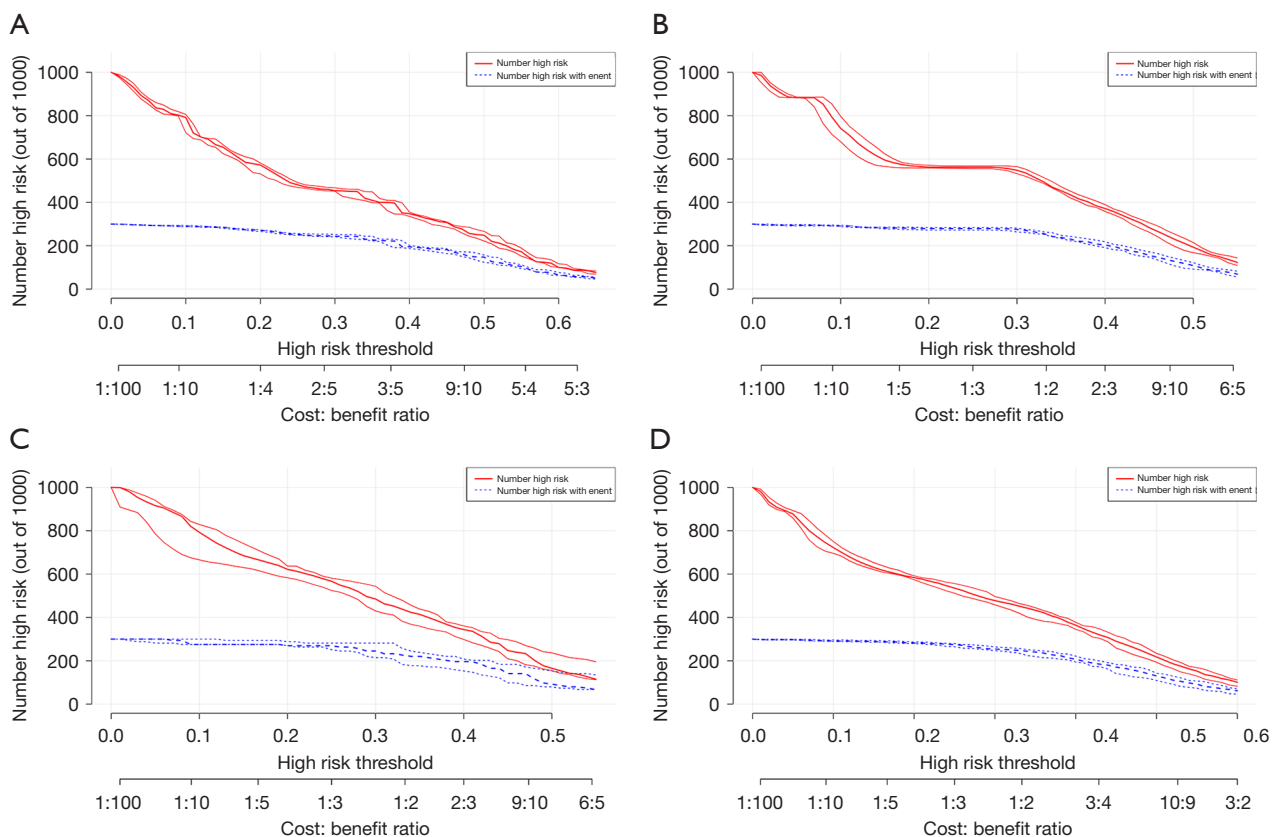 A
Number high risk (out of 1000)
1000
800
600
400
200
0
Number high risk
Number high risk with enent
0.0 0.1 0.2 0.3 0.4 0.5 0.6
High risk threshold
1:100 1:10 1:4 2:5 3:5 9:10 5:4 5:3
Cost: benefit ratio
B
Number high risk (out of 1000)
1000
800
600
400
200
0
Number high risk
Number high risk with enent
0.0 0.1 0.2 0.3 0.4 0.5
High risk threshold
1:100 1:10 1:5 1:3 1:2 2:3 9:10 6:5
Cost: benefit ratio
C
Number high risk (out of 1000)
1000
800
600
400
200
0
Number high risk
Number high risk with enent
0.0 0.1 0.2 0.3 0.4 0.5
High risk threshold
1:100 1:10 1:5 1:3 1:2 2:3 9:10 6:5
Cost: benefit ratio
D
Number high risk (out of 1000)
1000
800
600
400
200
0
Number high risk
Number high risk with enent
0.0 0.1 0.2 0.3 0.4 0.5 0.6
High risk threshold
1:100 1:10 1:5 1:3 1:2 3:4 10:9 3:2
Cost: benefit ratio